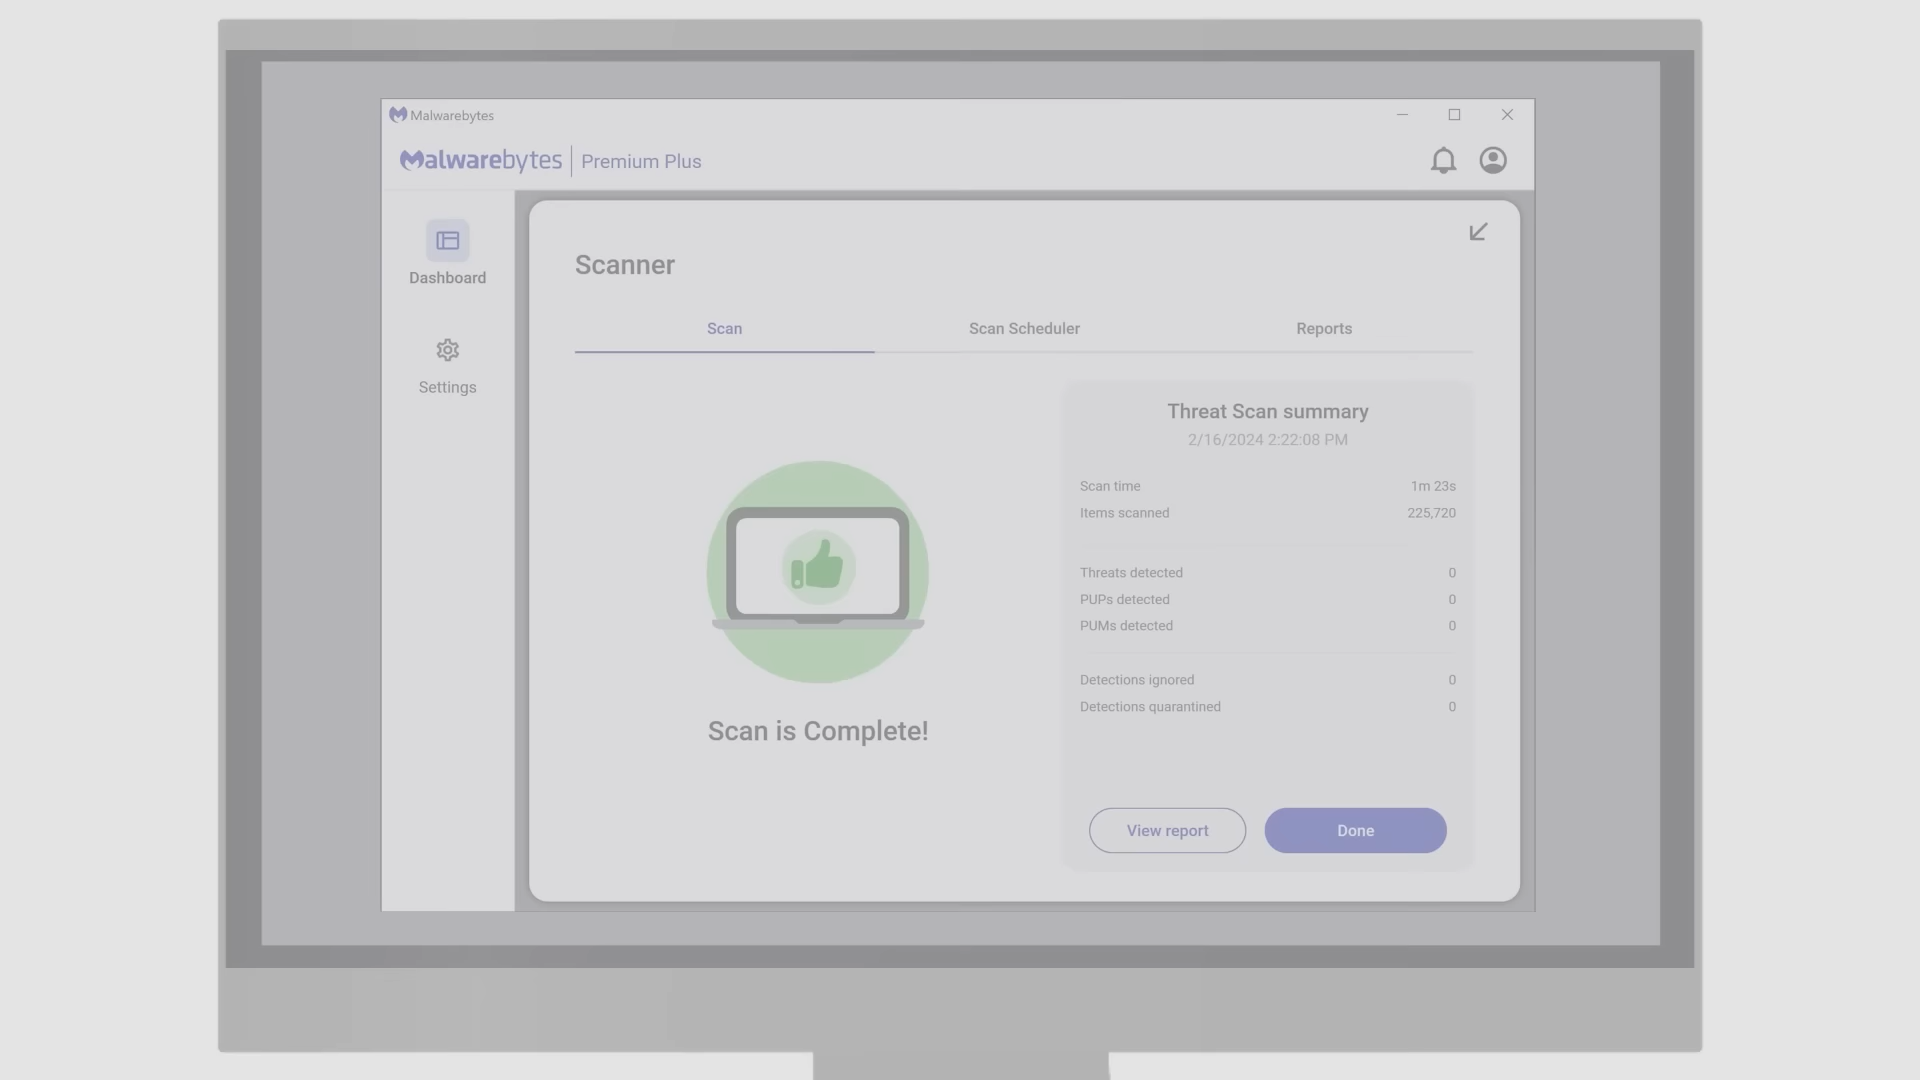 Malwarebytes
Malwarebytes | Premium Plus
Dashboard
Settings
Scanner
Scan
Scan Scheduler
Reports
Scan is Complete!
Threat Scan summary
2/16/2024 2:22:08 PM
Scan time 1m 23s
Items scanned 225,720
Threats detected 0
PUPs detected 0
PUMs detected 0
Detections ignored 0
Detections quarantined 0
View report
Done